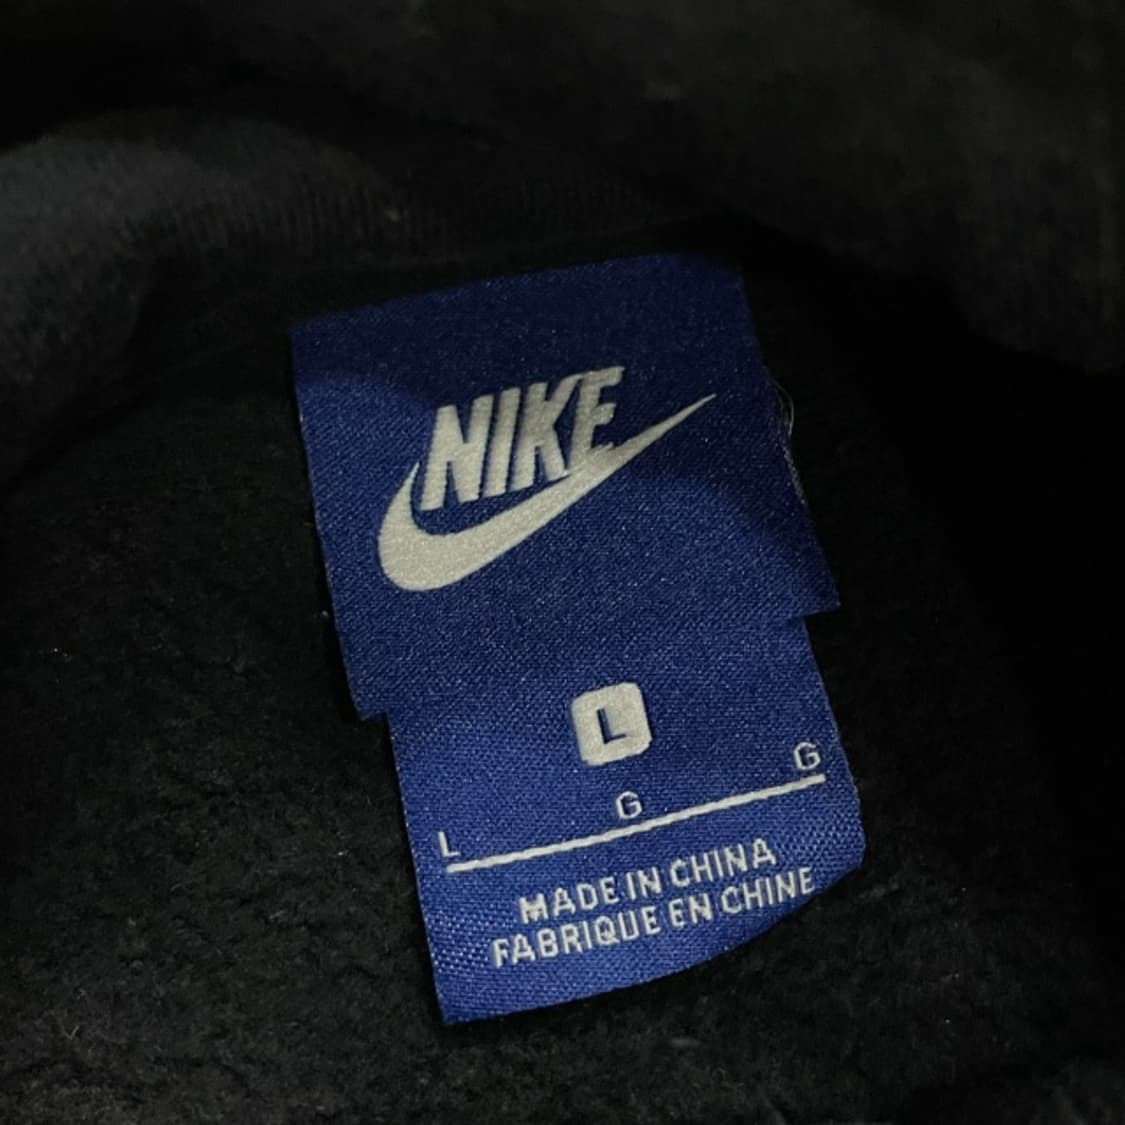 NIKE
L
L G G
MADE IN CHINA
FABRIQUE EN CHINE